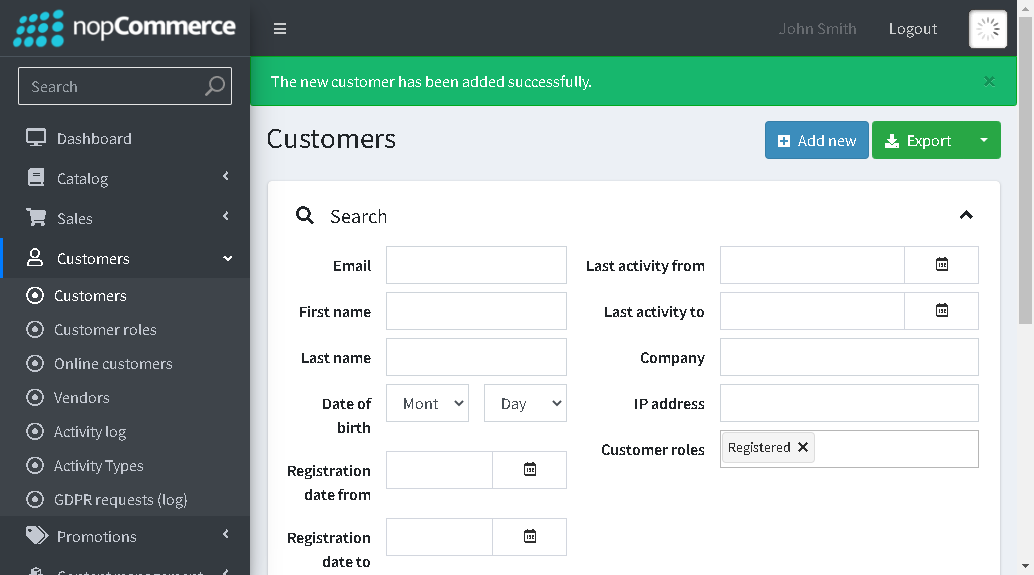 nopCommerce
John Smith
Logout
Search
The new customer has been added successfully.
×
Dashboard
Catalog
Sales
Customers
Customers
Customer roles
Online customers
Vendors
Activity log
Activity Types
GDPR requests (log)
Promotions
Content management
Customers
Add new
Export
Search
Email
First name
Last name
Date of
birth
Mont
Day
Registration
date from
Registration
date to
Last activity from
Last activity to
Company
IP address
Customer roles
Registered